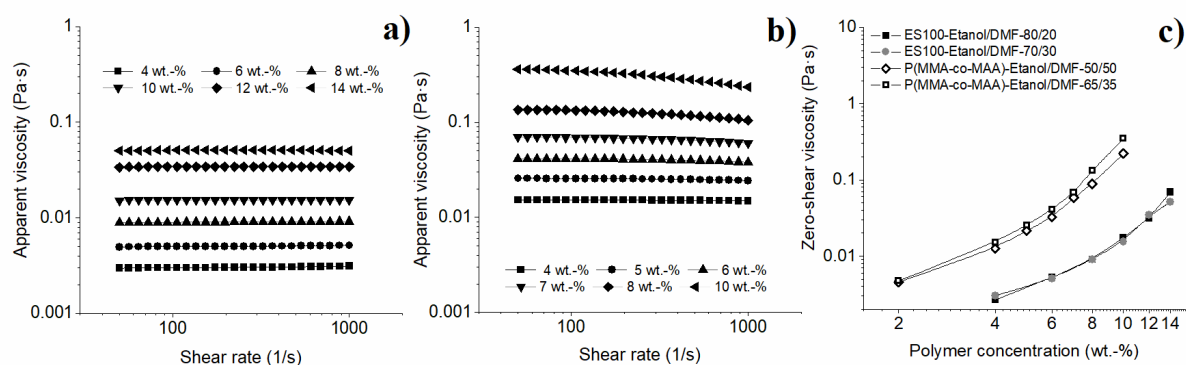 a)
1
0.1
0.01
0.001
Apparent viscosity (Pa·s)
4 wt.-% 6 wt.-% 8 wt.-%
10 wt.-% 12 wt.-% 14 wt.-%
100 1000
Shear rate (1/s)
b)
1
0.1
0.01
0.001
Apparent viscosity (Pa·s)
4 wt.-% 5 wt.-% 6 wt.-%
7 wt.-% 8 wt.-% 10 wt.-%
100 1000
Shear rate (1/s)
c)
10
1
0.1
0.01
Zero-shear viscosity (Pa·s)
ES100-Etanol/DMF-80/20
ES100-Etanol/DMF-70/30
P(MMA-co-MAA)-Etanol/DMF-50/50
P(MMA-co-MAA)-Etanol/DMF-65/35
2 4 6 8 10 12 14
Polymer concentration (wt.-%)